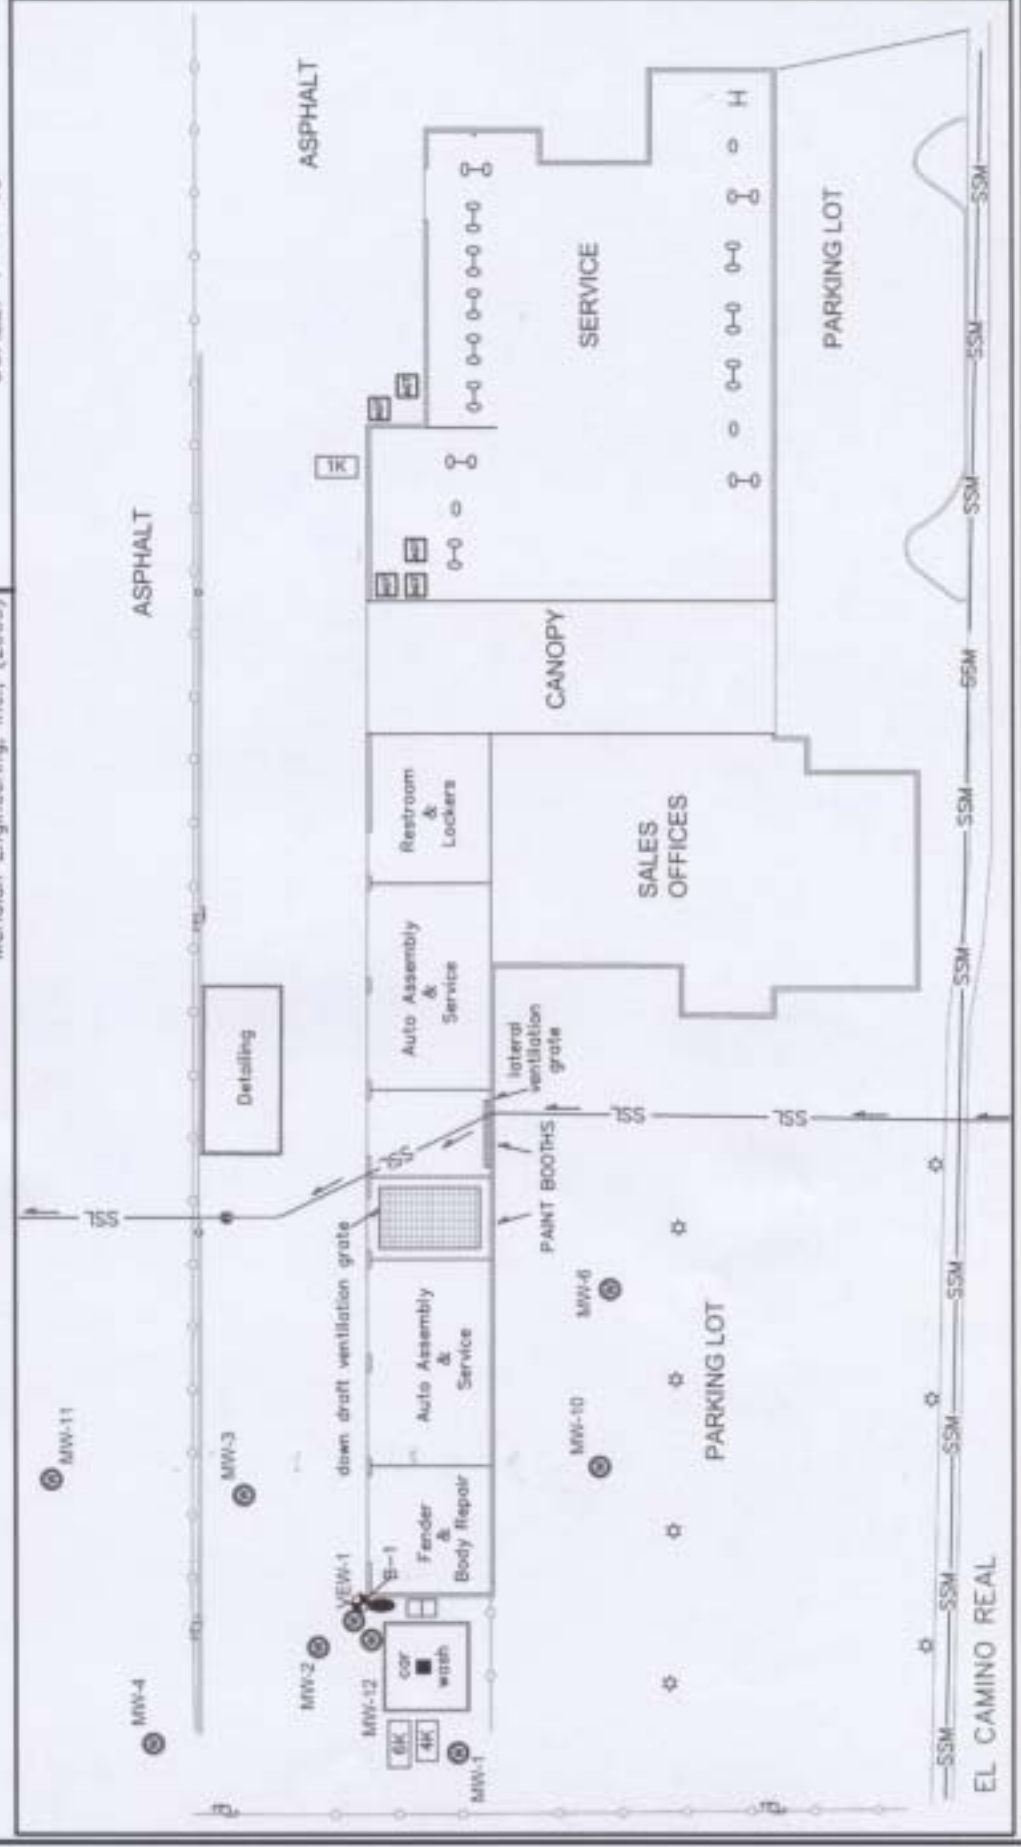 ASPHALT
ASPHALT
1K
SERVICE
PARKING LOT
CANOPY
Restroom
&
Lockers
SALES
OFFICES
Auto Assembly
&
Service
Detailing
lateral
ventilation
grate
PAINT BOOTHS
down draft ventilation grate
Auto Assembly
&
Service
Fender
&
Body Repair
PARKING LOT
MW-6
MW-10
MW-11
MW-3
VEW-1
B-1
MW-2
MW-12
MW-4
car
wash
6K
4K
MW-1
SSL
SSL
SSL
SSM
SSM
SSM
SSM
SSM
SSM
SSM
SSM
SSM
SSM
EL CAMINO REAL